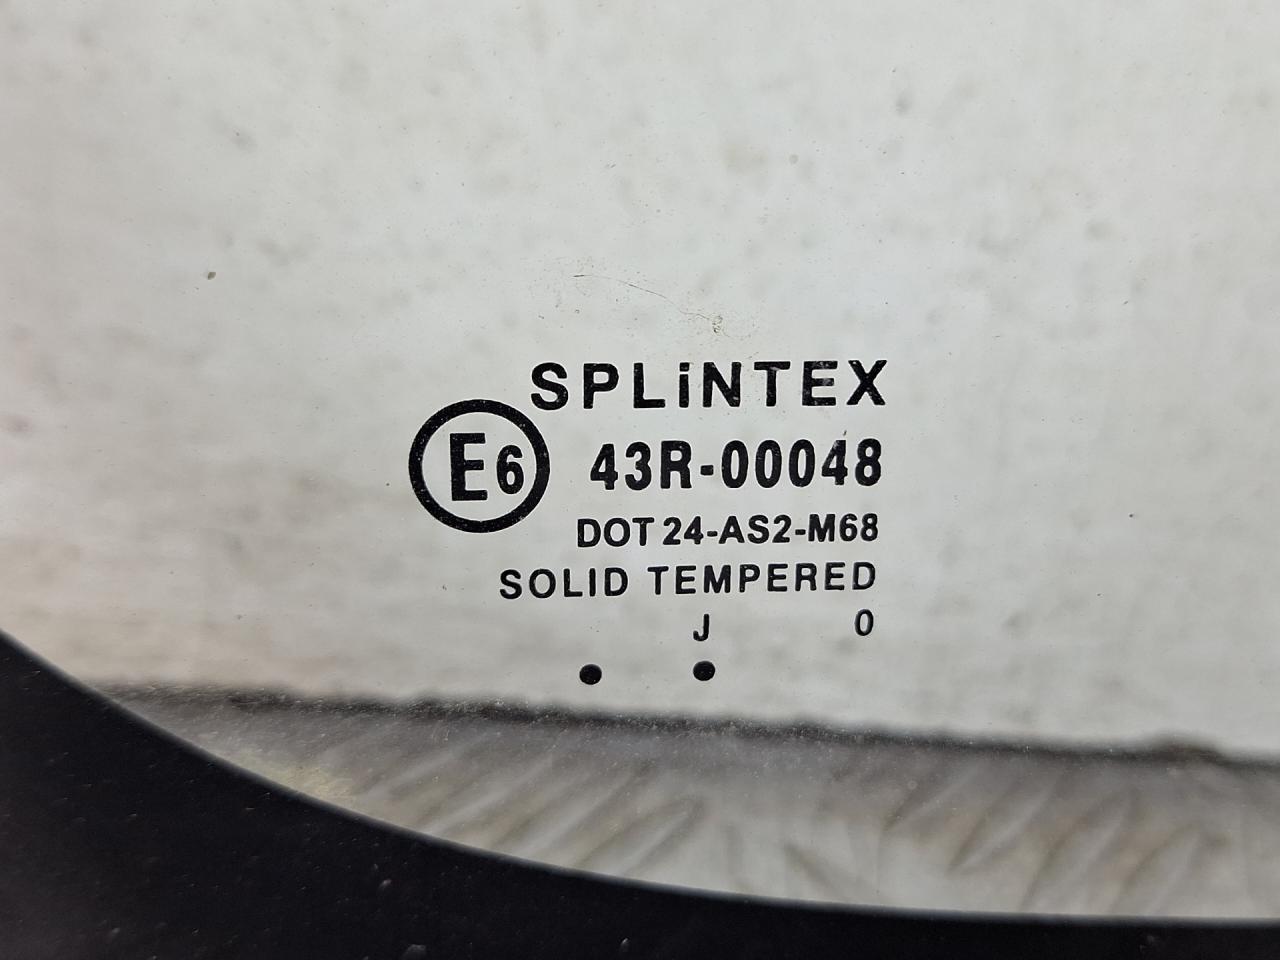 SPLiNTEX
E6 43R-00048
DOT 24-AS2-M68
SOLID TEMPERED
J 0